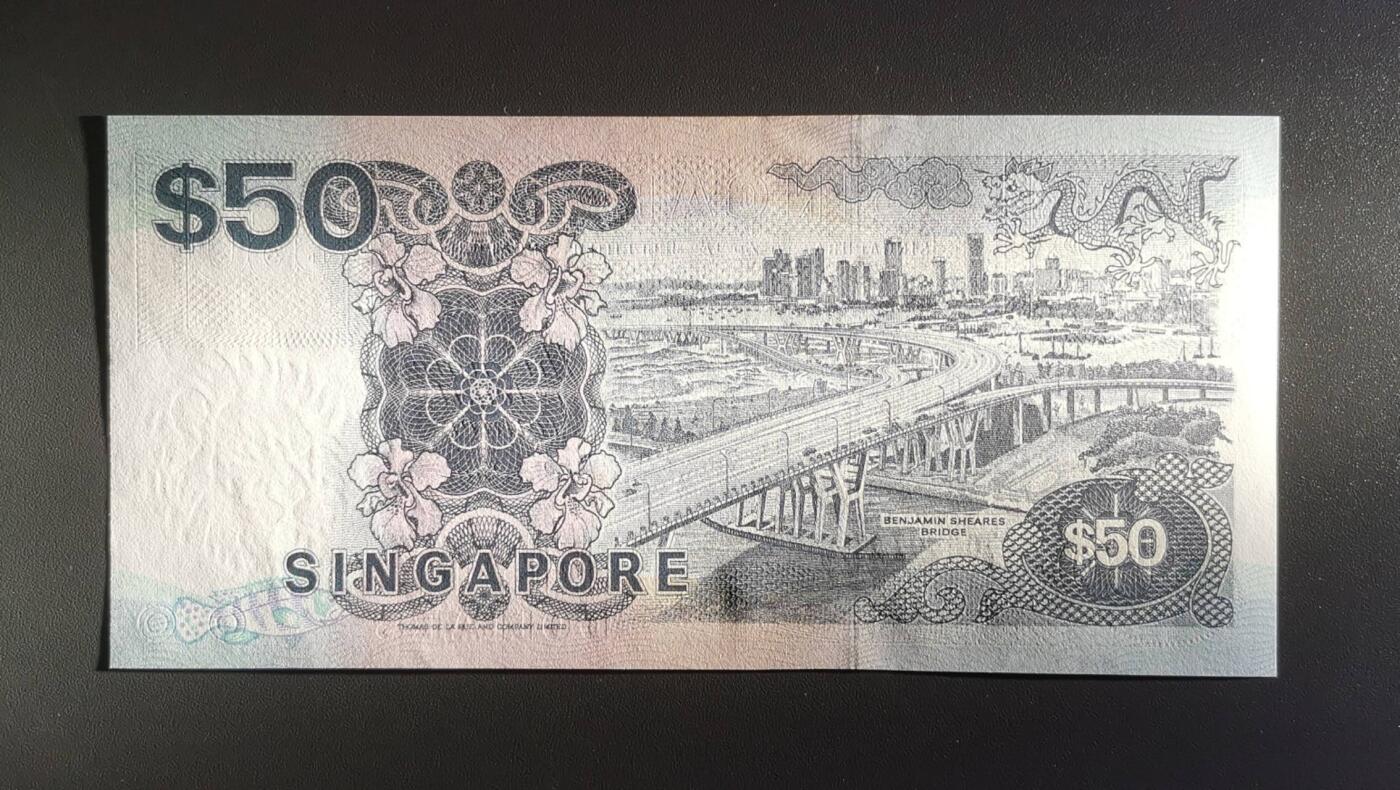 $50
BENJAMIN SHEARES
BRIDGE
$50
SINGAPORE
THOMAS DE LA RUE AND COMPANY LIMITED